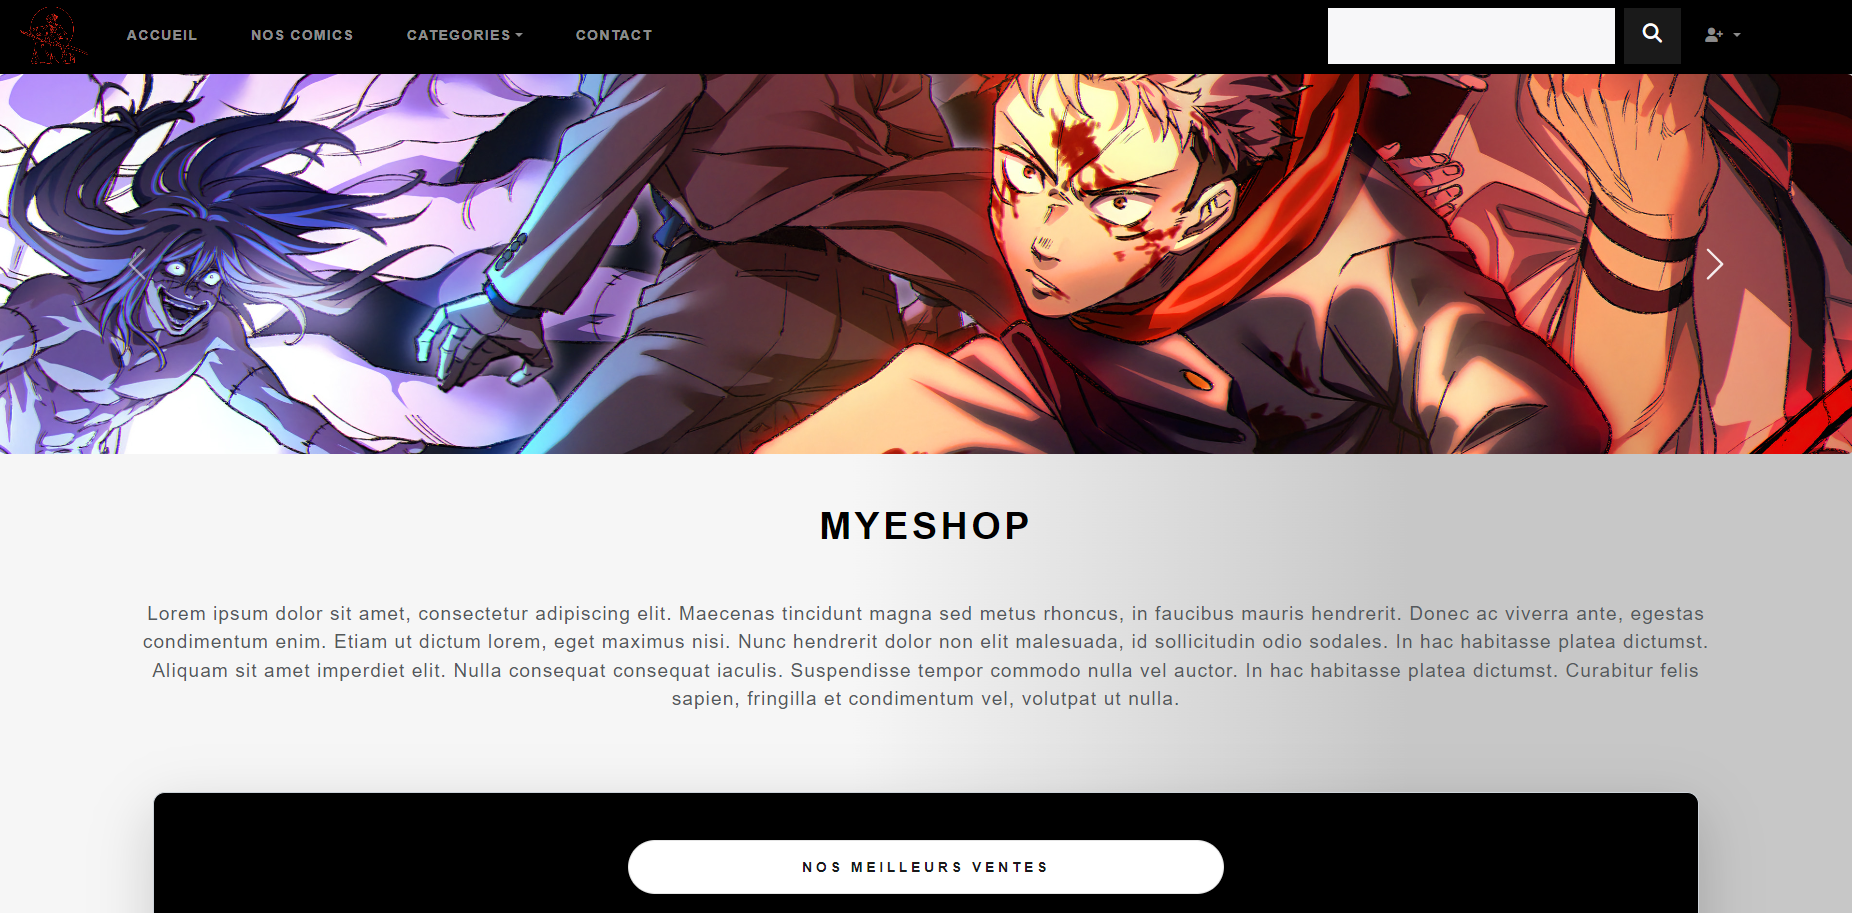 ACCUEIL
NOS COMICS
CATEGORIES
CONTACT
MYESHOP
Lorem ipsum dolor sit amet, consectetur adipiscing elit. Maecenas tincidunt magna sed metus rhoncus, in faucibus mauris hendrerit. Donec ac viverra ante, egestas
condimentum enim. Etiam ut dictum lorem, eget maximus nisi. Nunc hendrerit dolor non elit malesuada, id sollicitudin odio sodales. In hac habitasse platea dictumst.
Aliquam sit amet imperdiet elit. Nulla consequat consequat iaculis. Suspendisse tempor commodo nulla vel auctor. In hac habitasse platea dictumst. Curabitur felis
sapien, fringilla et condimentum vel, volutpat ut nulla.
NOS MEILLEURS VENTES